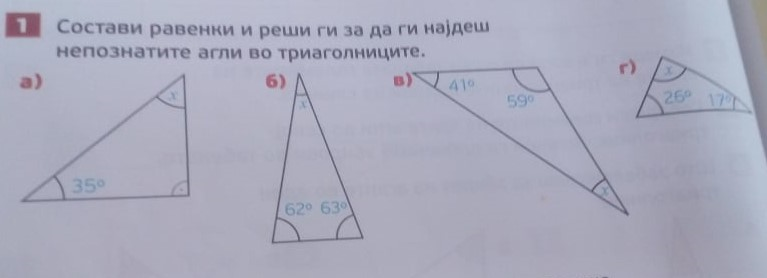 1 Состави равенки и реши ги за да ги најдеш
непознатите агли во триаголниците.
а) б) в) г)
x x 41° 59° x x 26° 17°
35° 62° 63°